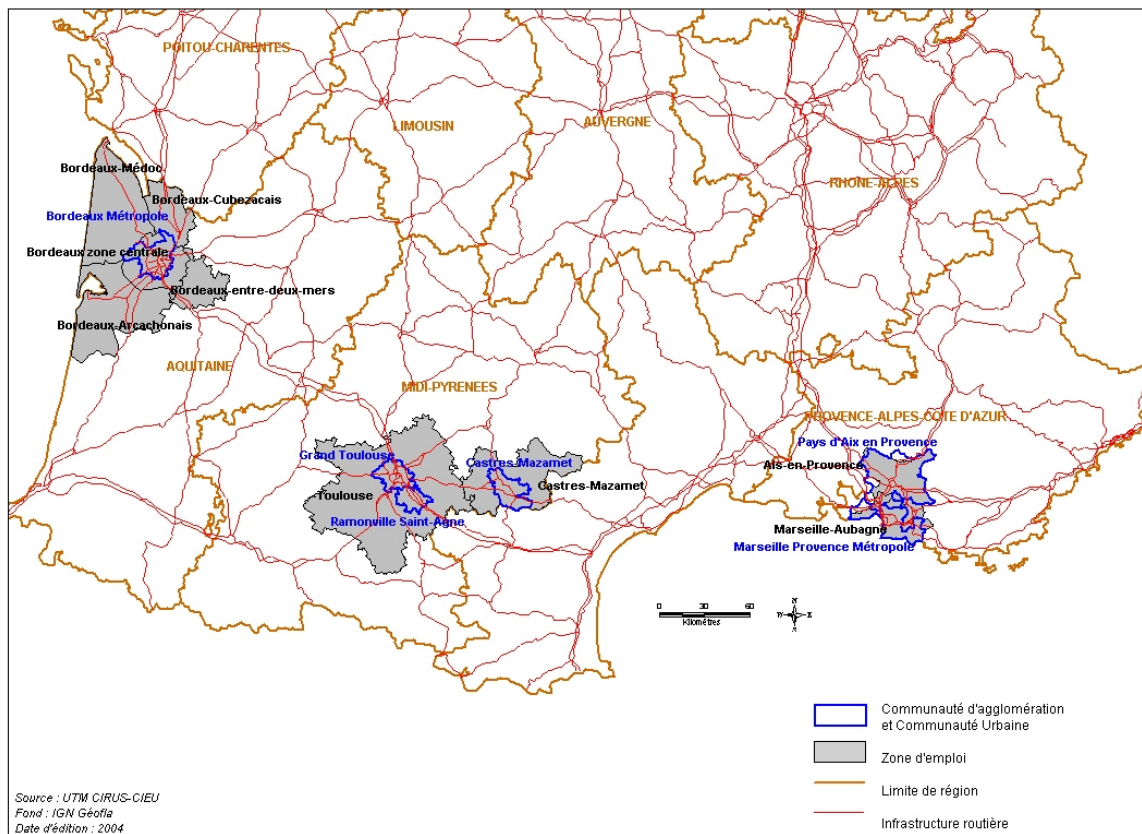 POITOU-CHARENTES
LIMOUSIN
AUVERGNE
Bordeaux-Médoc
Bordeaux-Cubezacais
RHONE-ALPES
Bordeaux Métropole
Bordeaux zone centrale
Bordeaux-entre-deux-mers
Bordeaux-Arcachonais
AQUITAINE
MIDI-PYRENEES
PROVENCE-ALPES-COTE D'AZUR
Pays d'Aix en Provence
Grand Toulouse
Castres-Mazamet
Ais-en-Provence
Toulouse
Castres-Mazamet
Ramonville Saint-Agne
Marseille-Aubagne
Marseille Provence Métropole
0 30 60
Kilomètres
N
W E
S
Communauté d'agglomération
et Communauté Urbaine
Zone d'emploi
Limite de région
Infrastructure routière
Source : UTM CIRUS-CIEU
Fond : IGN Géofla
Date d'édition : 2004